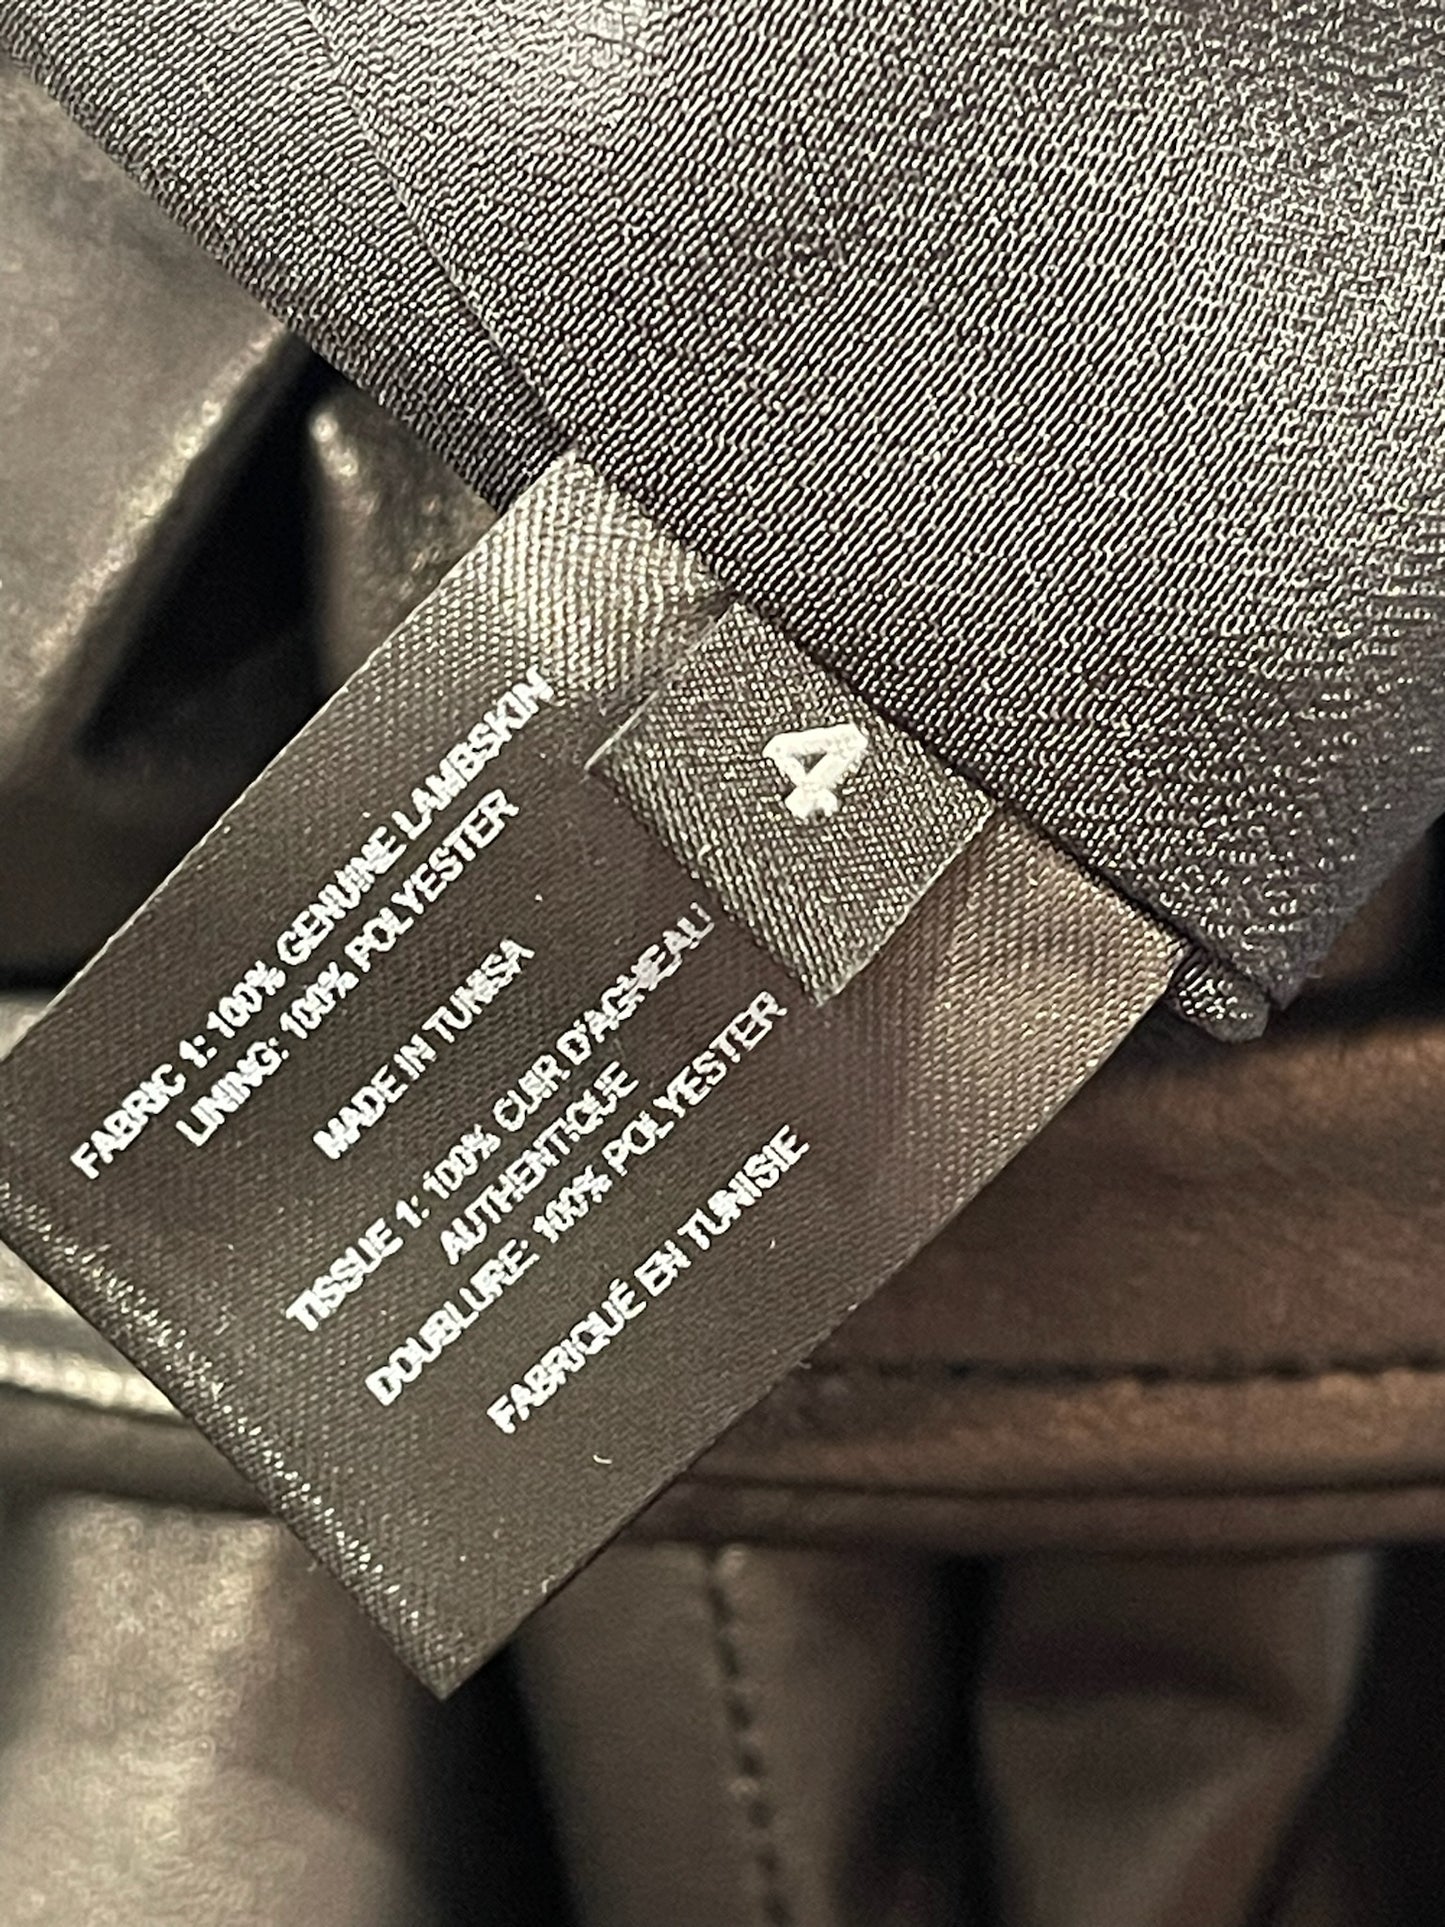 4
FABRIC 1: 100% GENUINE LAMBSKIN
LINING: 100% POLYESTER
MADE IN TUNISA
TISSUE 1: 100% CUIR D'AGNEAU
AUTHENTIQUE
DOUBLURE: 100% POLYESTER
FABRIQUÉ EN TUNISIE